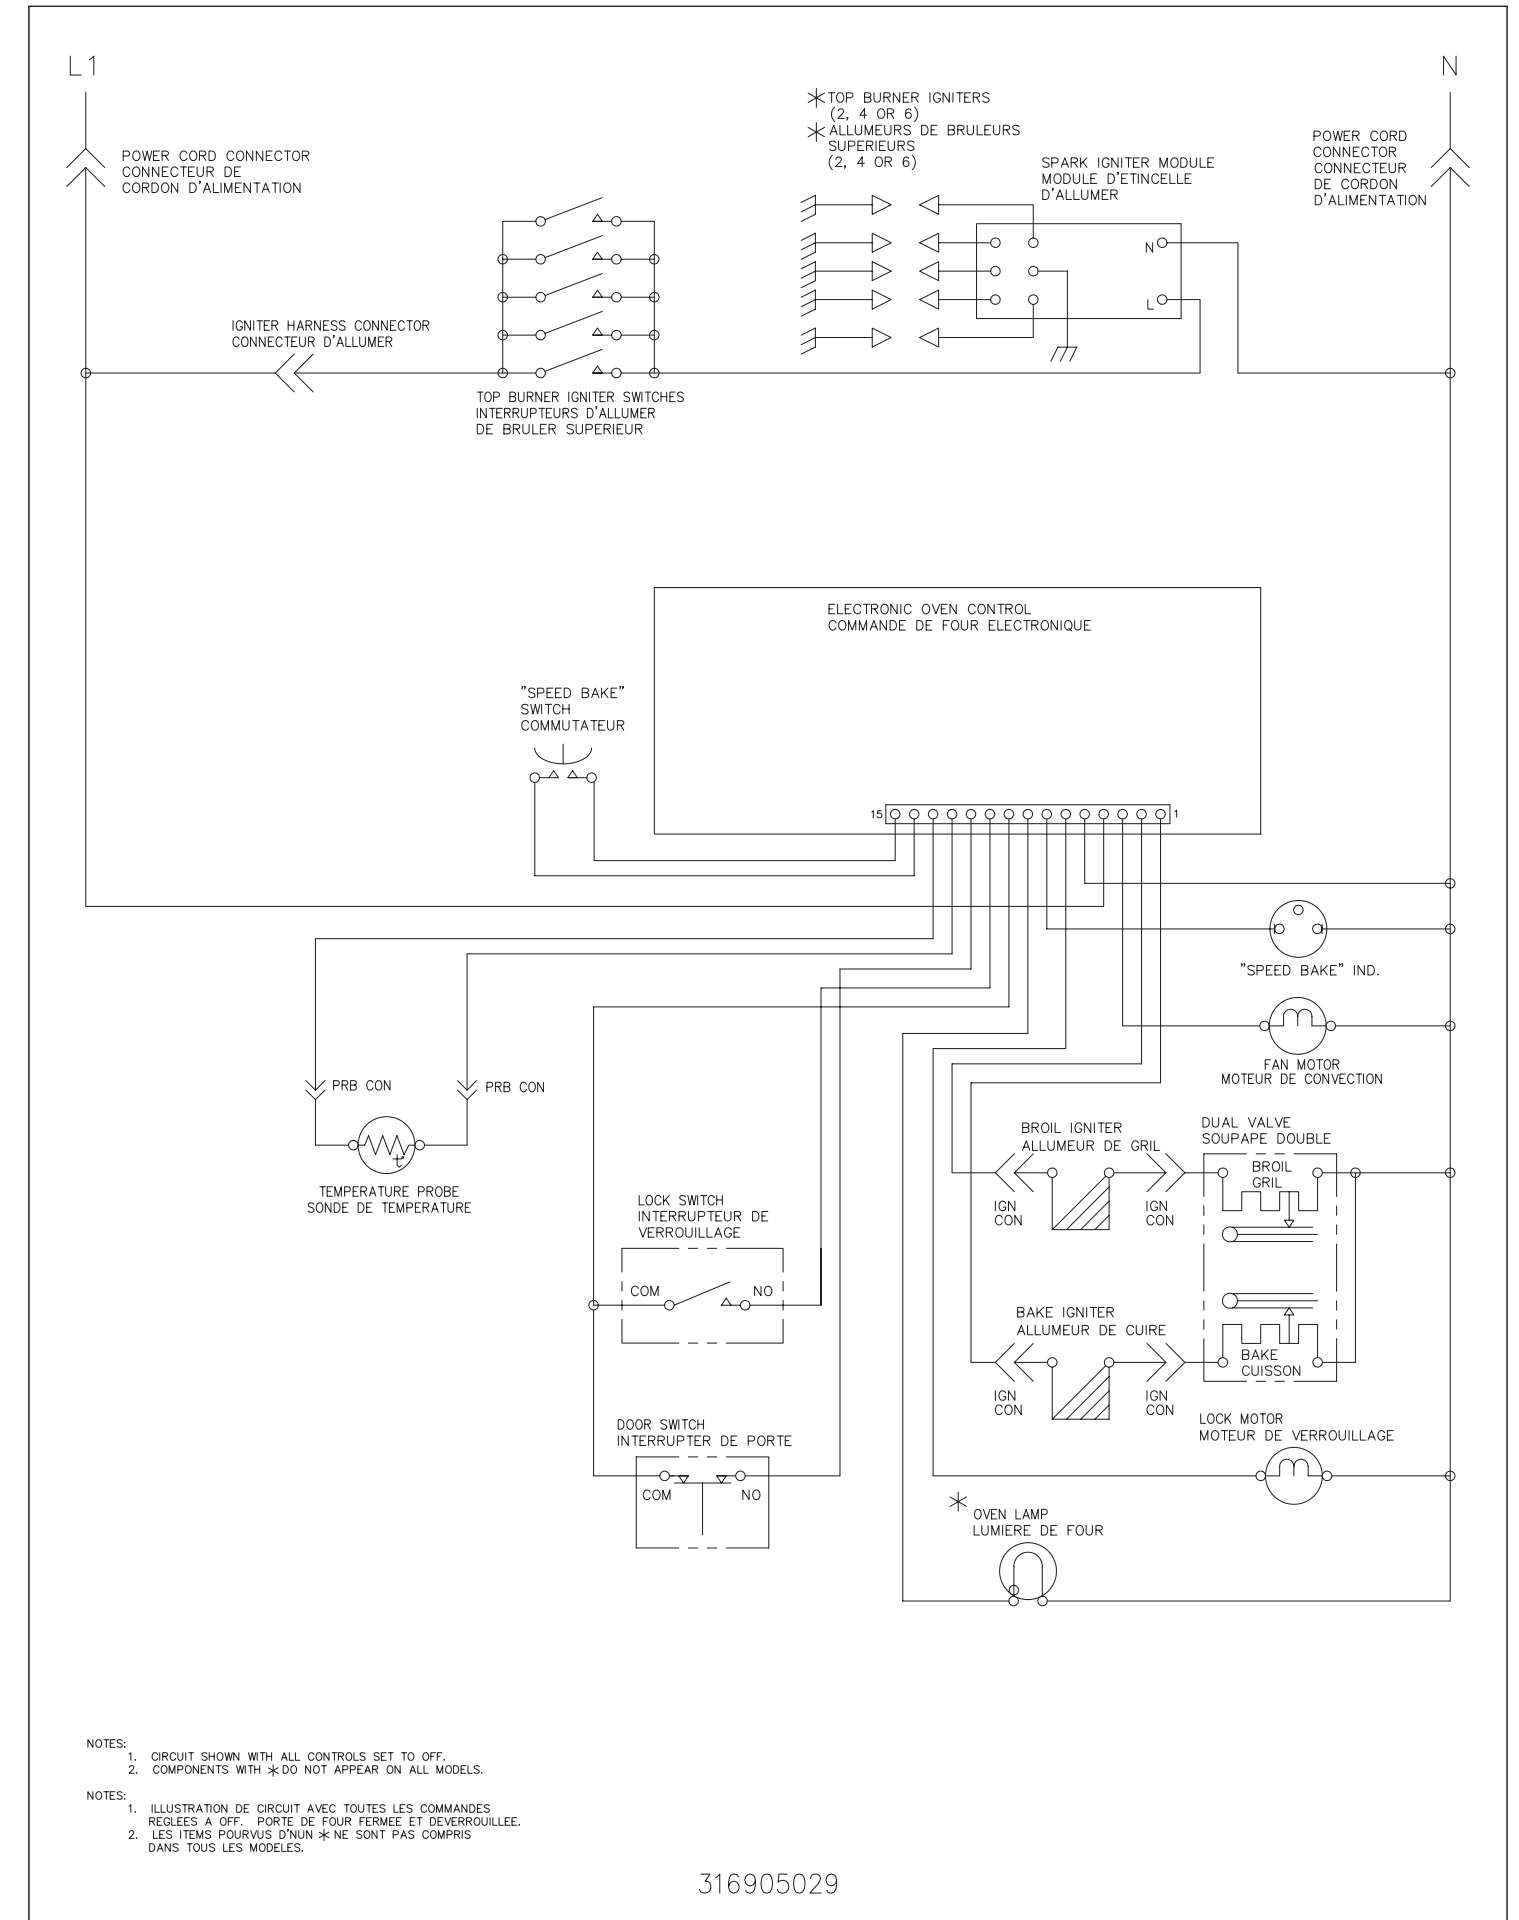 L1
N
POWER CORD CONNECTOR
CONNECTEUR DE
CORDON D'ALIMENTATION
TOP BURNER IGNITERS
(2, 4 OR 6)
ALLUMEURS DE BRULEURS
SUPERIEURS
(2, 4 OR 6)
SPARK IGNITER MODULE
MODULE D'ETINCELLE
D'ALLUMER
POWER CORD
CONNECTOR
CONNECTEUR
DE CORDON
D'ALIMENTATION
N
L
IGNITER HARNESS CONNECTOR
CONNECTEUR D'ALLUMER
TOP BURNER IGNITER SWITCHES
INTERRUPTEURS D'ALLUMER
DE BRULER SUPERIEUR
ELECTRONIC OVEN CONTROL
COMMANDE DE FOUR ELECTRONIQUE
"SPEED BAKE"
SWITCH
COMMUTATEUR
15
1
"SPEED BAKE" IND.
FAN MOTOR
MOTEUR DE CONVECTION
PRB CON
PRB CON
TEMPERATURE PROBE
SONDE DE TEMPERATURE
BROIL IGNITER
ALLUMEUR DE GRIL
DUAL VALVE
SOUPAPE DOUBLE
BROIL
GRIL
IGN
CON
IGN
CON
LOCK SWITCH
INTERRUPTEUR DE
VERROUILLAGE
COM
NO
BAKE IGNITER
ALLUMEUR DE CUIRE
BAKE
CUISSON
IGN
CON
IGN
CON
DOOR SWITCH
INTERRUPTER DE PORTE
COM
NO
LOCK MOTOR
MOTEUR DE VERROUILLAGE
OVEN LAMP
LUMIERE DE FOUR
NOTES:
1. CIRCUIT SHOWN WITH ALL CONTROLS SET TO OFF.
2. COMPONENTS WITH * DO NOT APPEAR ON ALL MODELS.
NOTES:
1. ILLUSTRATION DE CIRCUIT AVEC TOUTES LES COMMANDES
REGLEES A OFF. PORTE DE FOUR FERMEE ET DEVERROUILLEE.
2. LES ITEMS POURVUS D'NUN * NE SONT PAS COMPRIS
DANS TOUS LES MODELES.
316905029